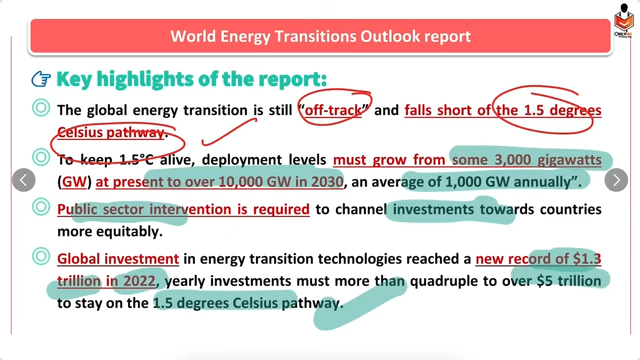 World Energy Transitions Outlook report
Key highlights of the report:
The global energy transition is still “off-track” and falls short of the 1.5 degrees
Celsius pathway.
To keep 1.5°C alive, deployment levels must grow from some 3,000 gigawatts
(GW) at present to over 10,000 GW in 2030, an average of 1,000 GW annually”.
Public sector intervention is required to channel investments towards countries
more equitably.
Global investment in energy transition technologies reached a new record of $1.3
trillion in 2022, yearly investments must more than quadruple to over $5 trillion
to stay on the 1.5 degrees Celsius pathway.